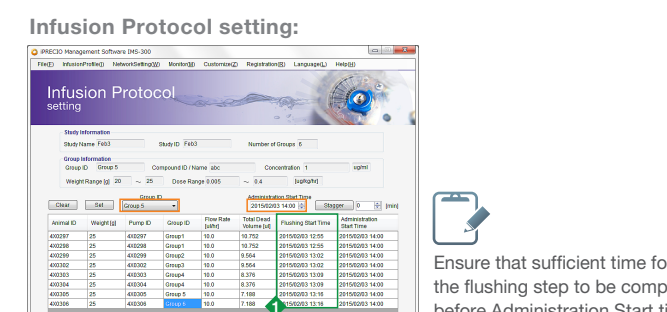 Infusion Protocol setting:
iPRECIO Management Software IMS-300
File(F) InfusionProfile(I) NetworkSetting(W) Monitor(M) Customize(Z) Registration(R) Language(L) Help(H)
Infusion Protocol
setting
Study Information
Study Name Feb3 Study ID Feb3 Number of Groups 6
Group Information
Group ID Group 5 Compound ID / Name abc Concentration 1 ug/ml
Weight Range [g] 20 ~ 25 Dose Range 0.005 ~ 0.4 [ug/kg/hr]
Group ID Administration Start Time
Clear Set Group 5 2015/02/03 14:00 Stagger 0 [min]
Animal ID Weight [g] Pump ID Group ID Flow Rate [ul/hr] Total Dead Volume [ul] Flushing Start Time Administration Start Time
4X0297 25 4X0297 Group1 10.0 10.752 2015/02/03 12:55 2015/02/03 14:00
4X0298 25 4X0298 Group1 10.0 10.752 2015/02/03 12:55 2015/02/03 14:00
4X0299 25 4X0299 Group2 10.0 9.564 2015/02/03 13:02 2015/02/03 14:00
4X0302 25 4X0302 Group3 10.0 9.564 2015/02/03 13:02 2015/02/03 14:00
4X0303 25 4X0303 Group4 10.0 8.376 2015/02/03 13:09 2015/02/03 14:00
4X0304 25 4X0304 Group4 10.0 8.376 2015/02/03 13:09 2015/02/03 14:00
4X0305 25 4X0305 Group 5 10.0 7.188 2015/02/03 13:16 2015/02/03 14:00
4X0306 25 4X0306 Group 5 10.0 7.188 2015/02/03 13:16 2015/02/03 14:00
1
Ensure that sufficient time fo
the flushing step to be comp
before Administration Start ti